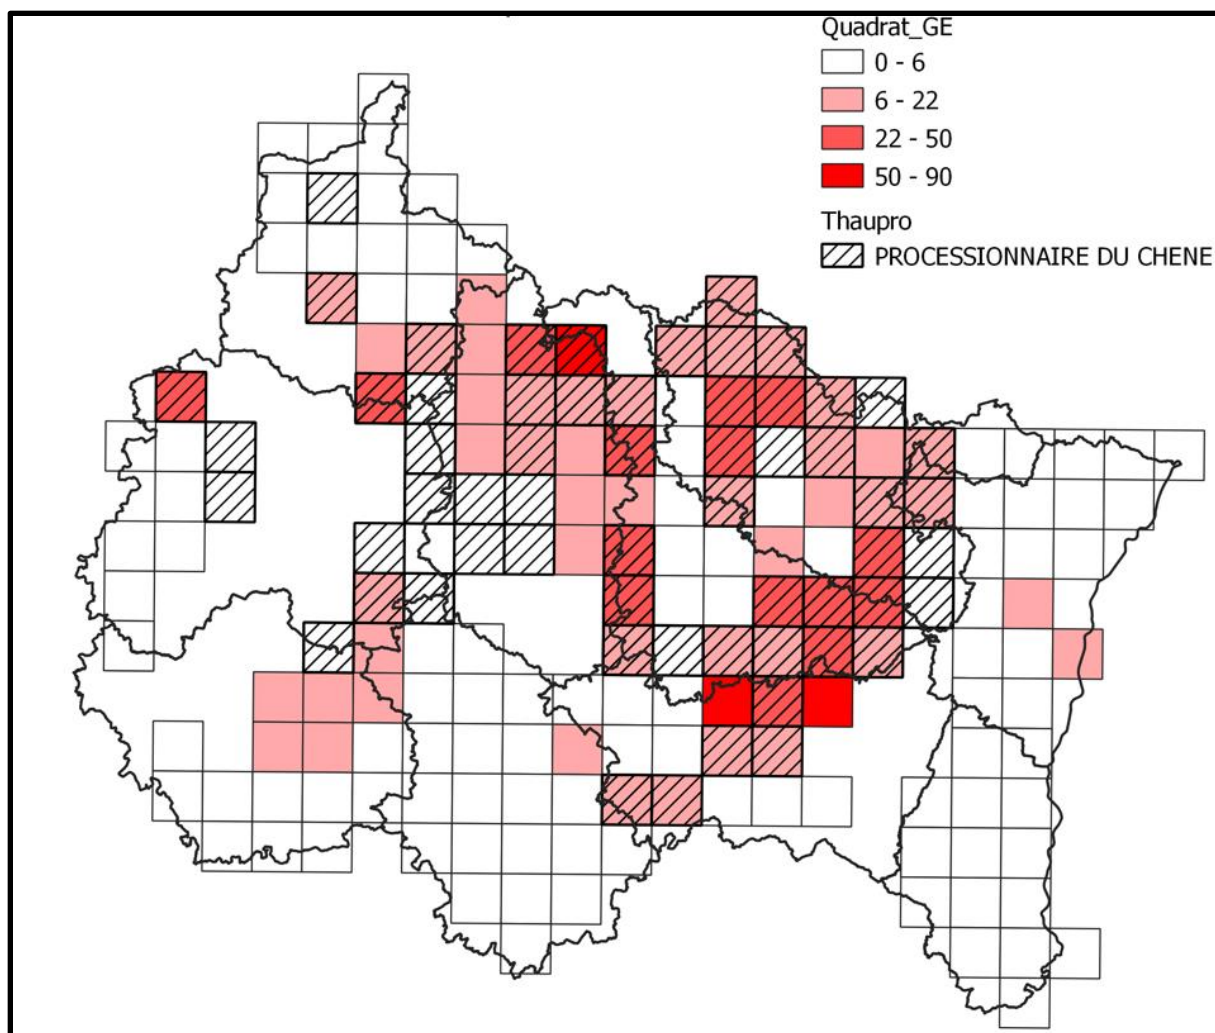 Quadrat_GE
0 - 6
6 - 22
22 - 50
50 - 90
Thaupro
PROCESSIONNAIRE DU CHENE